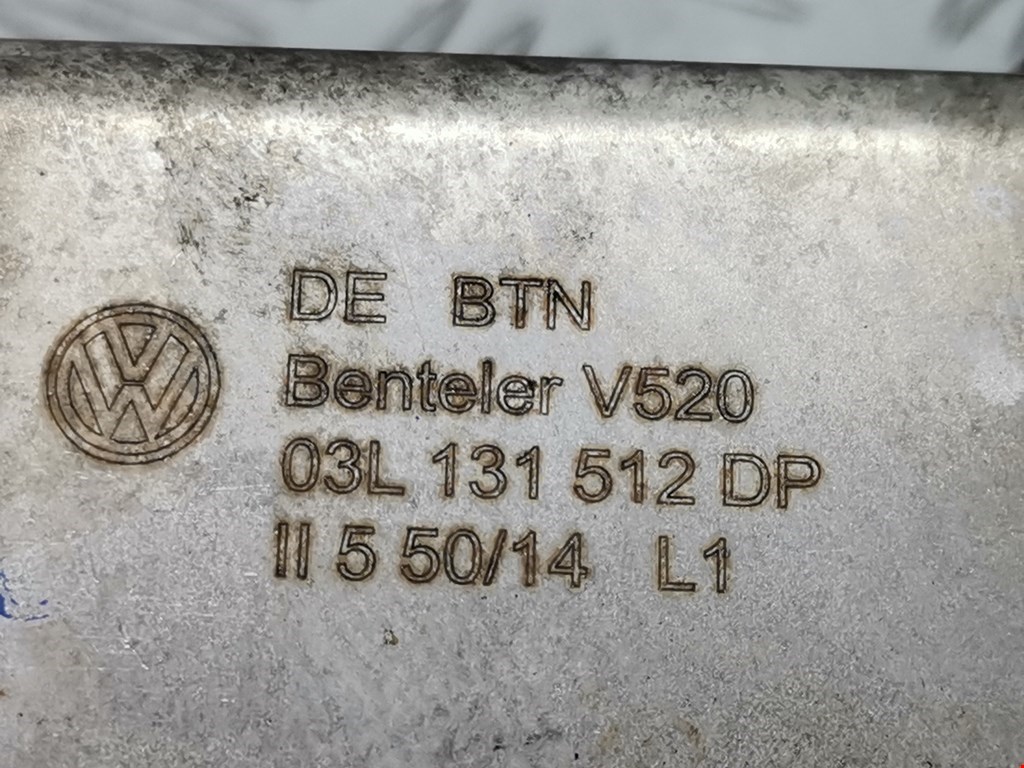 DE BTN
Benteler V520
03L 131 512 DP
II 5 50/14 L1